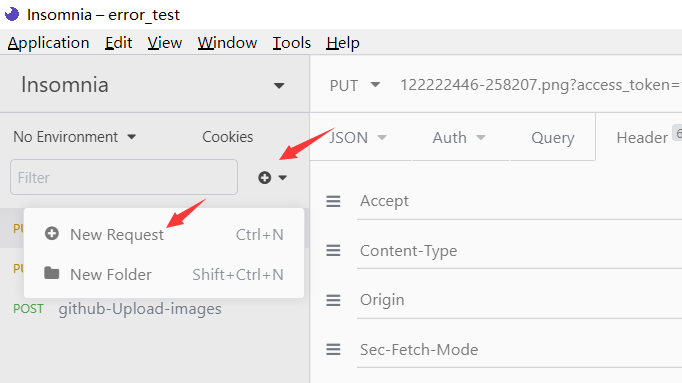 Insomnia – error_test
Application Edit View Window Tools Help
Insomnia
PUT 122222446-258207.png?access_token=
No Environment Cookies
JSON Auth Query Header 6
Filter
Accept
New Request Ctrl+N
Content-Type
New Folder Shift+Ctrl+N
Origin
POST github-Upload-images
Sec-Fetch-Mode